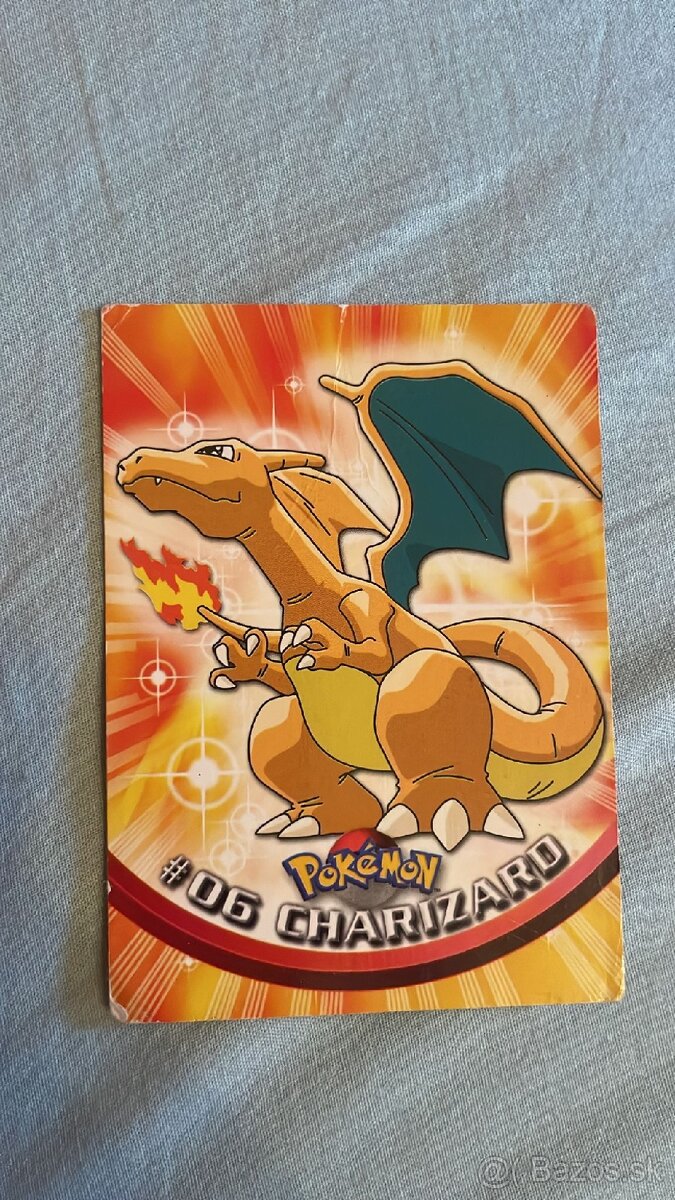 POKéMON
#06 CHARIZARD
@ Bazos.sk